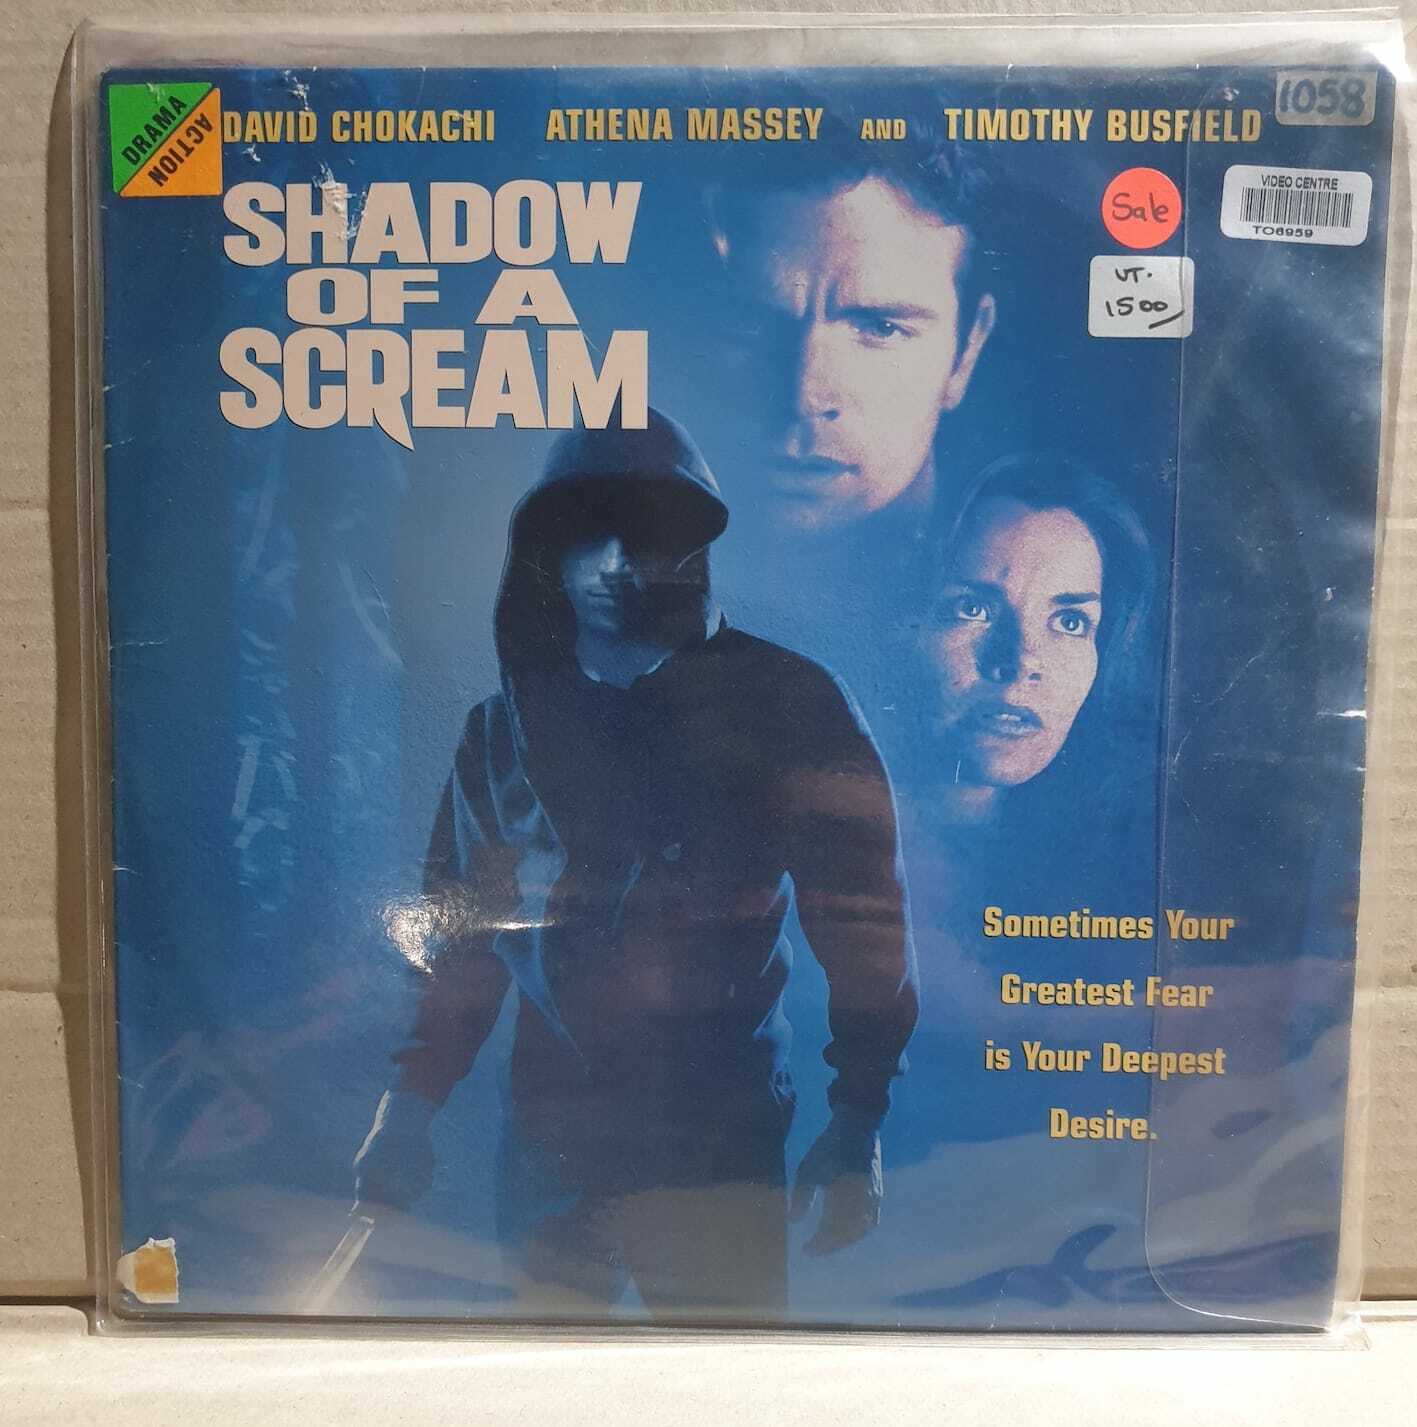 DRAMA
ACTION
DAVID CHOKACHI ATHENA MASSEY AND TIMOTHY BUSFIELD
1058
SHADOW
OF A
SCREAM
Sale
VIDEO CENTRE
TO6959
VT.
1500
Sometimes Your
Greatest Fear
is Your Deepest
Desire.